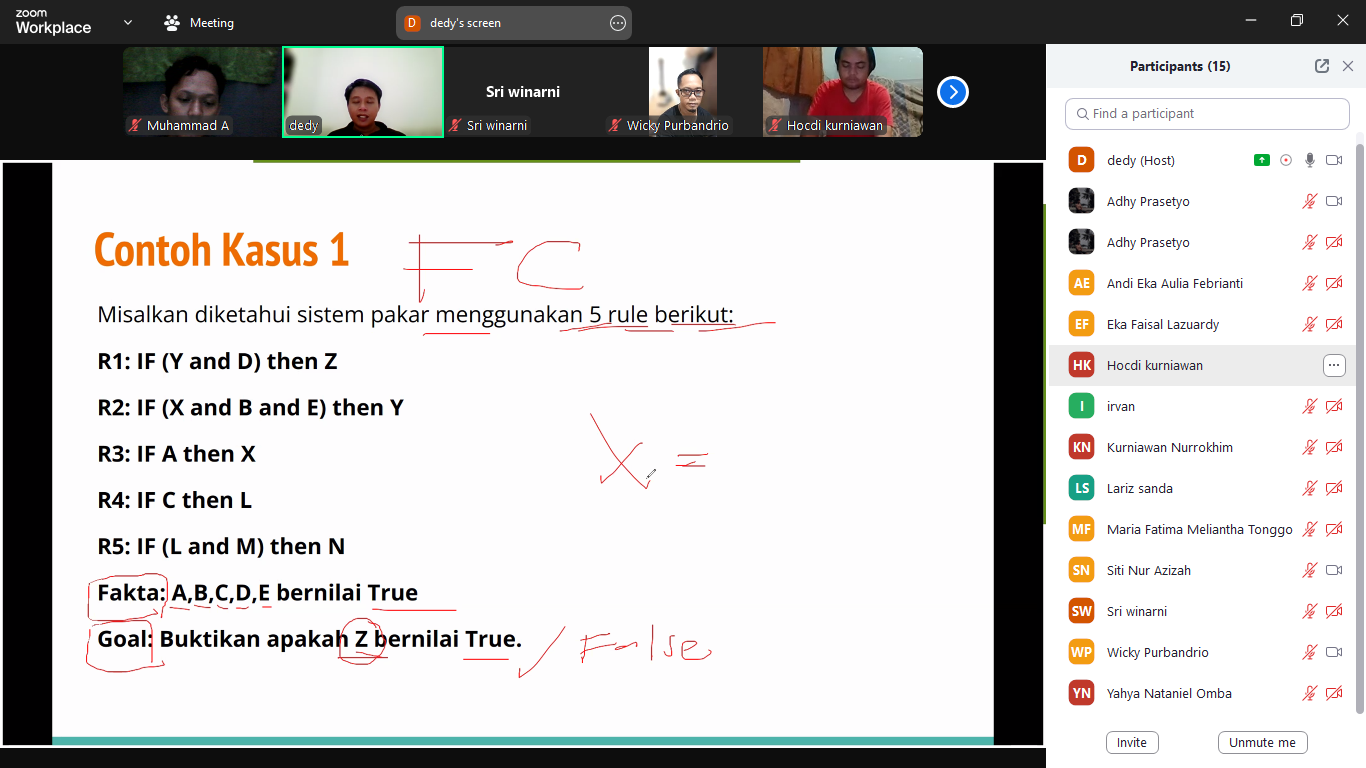 zoom
Workplace
Meeting
D dedy's screen
Muhammad A
dedy
Sri winarni
Sri winarni
Wicky Purbandrio
Hocdi kurniawan
Contoh Kasus 1 FC
Misalkan diketahui sistem pakar menggunakan 5 rule berikut:
R1: IF (Y and D) then Z
R2: IF (X and B and E) then Y
R3: IF A then X
X =
R4: IF C then L
R5: IF (L and M) then N
Fakta: A,B,C,D,E bernilai True
Goal: Buktikan apakah Z bernilai True. False
Participants (15)
Find a participant
D dedy (Host)
Adhy Prasetyo
Adhy Prasetyo
AE Andi Eka Aulia Febrianti
EF Eka Faisal Lazuardy
HK Hocdi kurniawan
I irvan
KN Kurniawan Nurrokhim
LS Lariz sanda
MF Maria Fatima Meliantha Tonggo
SN Siti Nur Azizah
SW Sri winarni
WP Wicky Purbandrio
YN Yahya Nataniel Omba
Invite
Unmute me